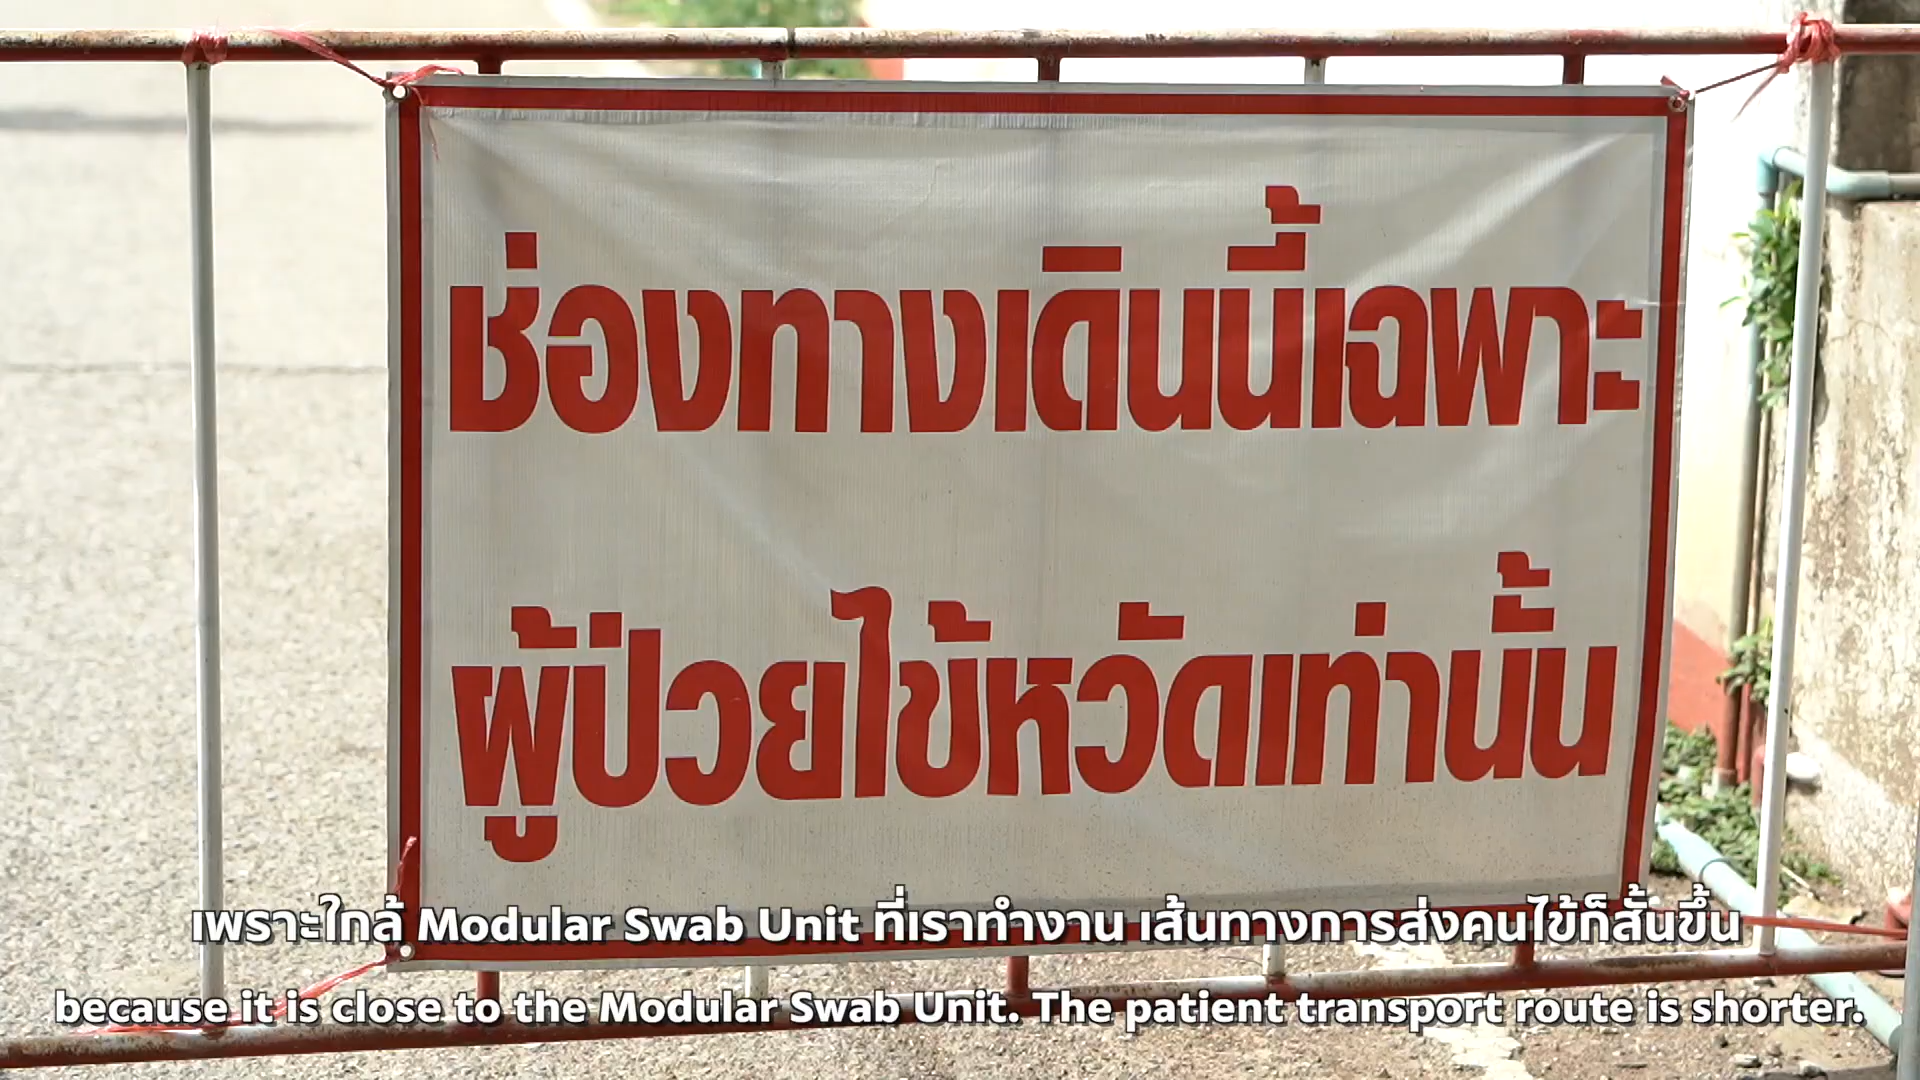 ช่องทางเดินนี้เฉพาะ
ผู้ป่วยไข้หวัดเท่านั้น
เพราะใกล้ Modular Swab Unit ที่เราทำงาน เส้นทางการส่งคนไข้ก็สั้นขึ้น
because it is close to the Modular Swab Unit. The patient transport route is shorter.